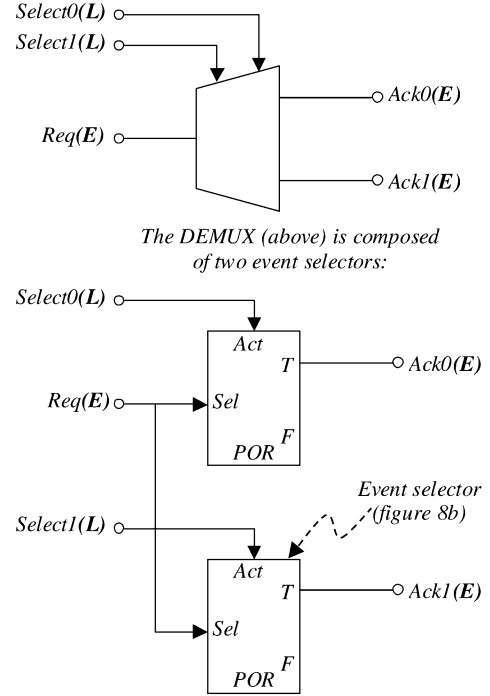 Select0(L)
Select1(L)
Ack0(E)
Req(E)
Ack1(E)
The DEMUX (above) is composed
of two event selectors:
Select0(L)
Act
T
Ack0(E)
Req(E)
Sel
F
POR
Event selector
(figure 8b)
Select1(L)
Act
T
Ack1(E)
Sel
F
POR